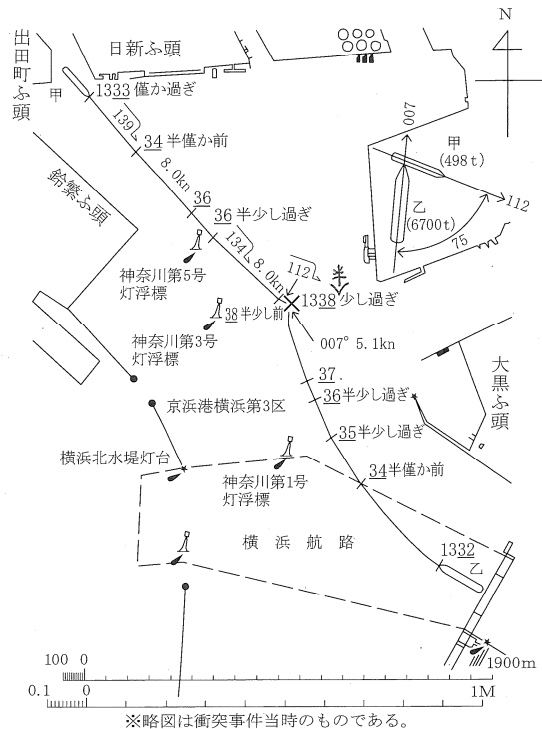 N
日新ふ頭
出田町ふ頭
甲
1333 僅か過ぎ
139
34 半僅か前
8.0kn
鈴繁ふ頭
36
36 半少し過ぎ
134
8.0kn
112
神奈川第5号
灯浮標
1338 少し過ぎ
38 半少し前
神奈川第3号
灯浮標
007° 5.1kn
007
甲
(498t)
乙
(6700t)
112
75
37
36 半少し過ぎ
大黒ふ頭
京浜港横浜第3区
35 半少し過ぎ
横浜北水堤灯台
神奈川第1号
灯浮標
34 半僅か前
横浜航路
1332
乙
100 0
1900m
0.1 0
1M
※略図は衝突事件当時のものである。